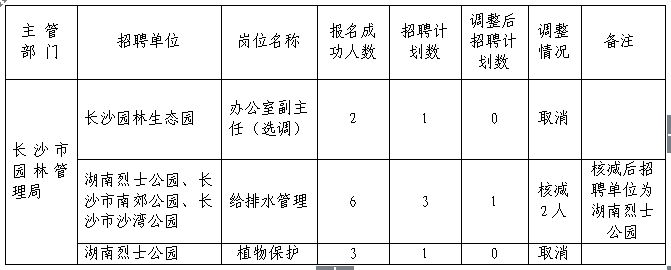 主管部门 招聘单位 岗位名称 报名成功人数 招聘计划数 调整后招聘计划数 调整情况 备注
长沙市园林管理局
长沙园林生态园 办公室副主任（选调） 2 1 0 取消
湖南烈士公园、长沙市南郊公园、长沙市沙湾公园 给排水管理 6 3 1 核减2人 核减后招聘单位为湖南烈士公园
湖南烈士公园 植物保护 3 1 0 取消